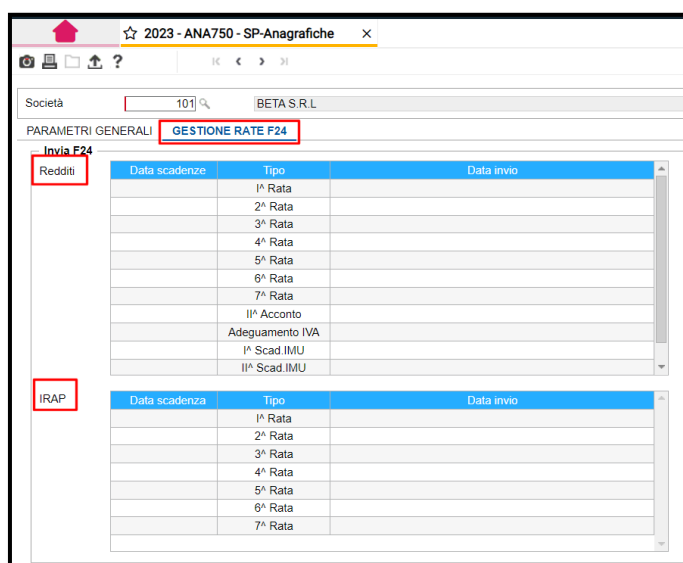 2023 - ANA750 - SP-Anagrafiche ×
?
Società 101 BETA S.R.L
PARAMETRI GENERALI GESTIONE RATE F24
Invia F24
Redditi
Data scadenze Tipo Data invio
I^ Rata
2^ Rata
3^ Rata
4^ Rata
5^ Rata
6^ Rata
7^ Rata
II^ Acconto
Adeguamento IVA
I^ Scad.IMU
II^ Scad.IMU
IRAP
Data scadenza Tipo Data invio
I^ Rata
2^ Rata
3^ Rata
4^ Rata
5^ Rata
6^ Rata
7^ Rata